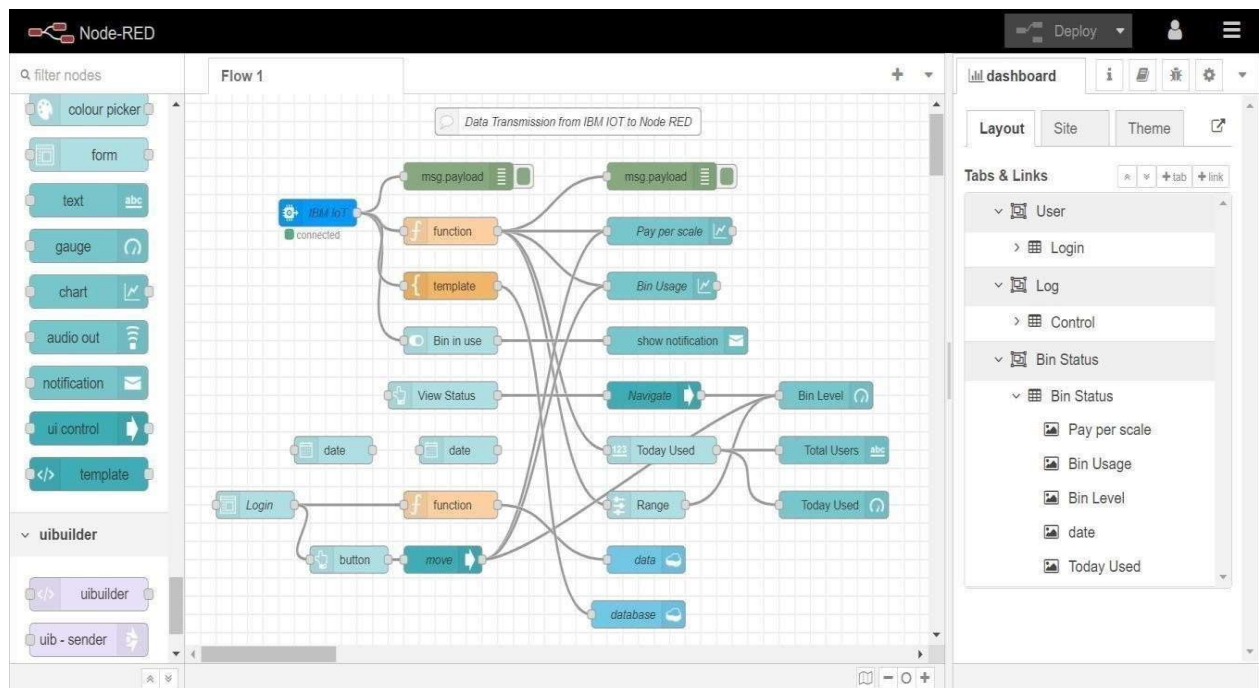 Node-RED
Deploy
filter nodes
colour picker
form
text
abc
gauge
chart
audio out
notification
ui control
template
uibuilder
uibuilder
uib - sender
Flow 1
Data Transmission from IBM IOT to Node RED
msg.payload
msg.payload
IBM IoT
connected
function
Pay per scale
template
Bin Usage
Bin in use
show notification
View Status
Navigate
Bin Level
date
date
123
Today Used
Total Users
abc
Login
function
Range
Today Used
button
move
data
database
dashboard
i
Layout
Site
Theme
Tabs & Links
+ tab
+ link
User
Login
Log
Control
Bin Status
Bin Status
Pay per scale
Bin Usage
Bin Level
date
Today Used